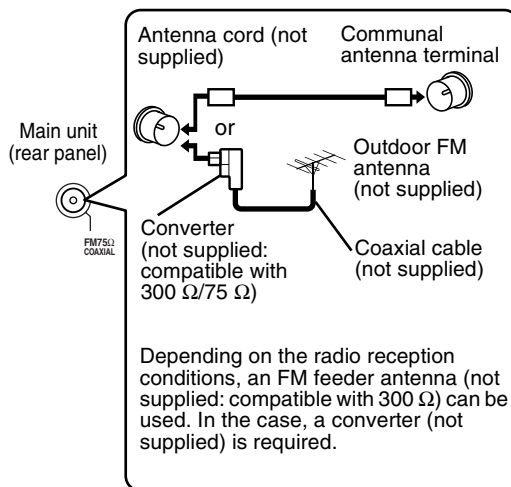 Antenna cord (not
supplied)
Communal
antenna terminal
Main unit
(rear panel)
or
Outdoor FM
antenna
(not supplied)
FM75Ω
COAXIAL
Converter
(not supplied:
compatible with
300 Ω/75 Ω)
Coaxial cable
(not supplied)
Depending on the radio reception
conditions, an FM feeder antenna (not
supplied: compatible with 300 Ω) can be
used. In the case, a converter (not
supplied) is required.